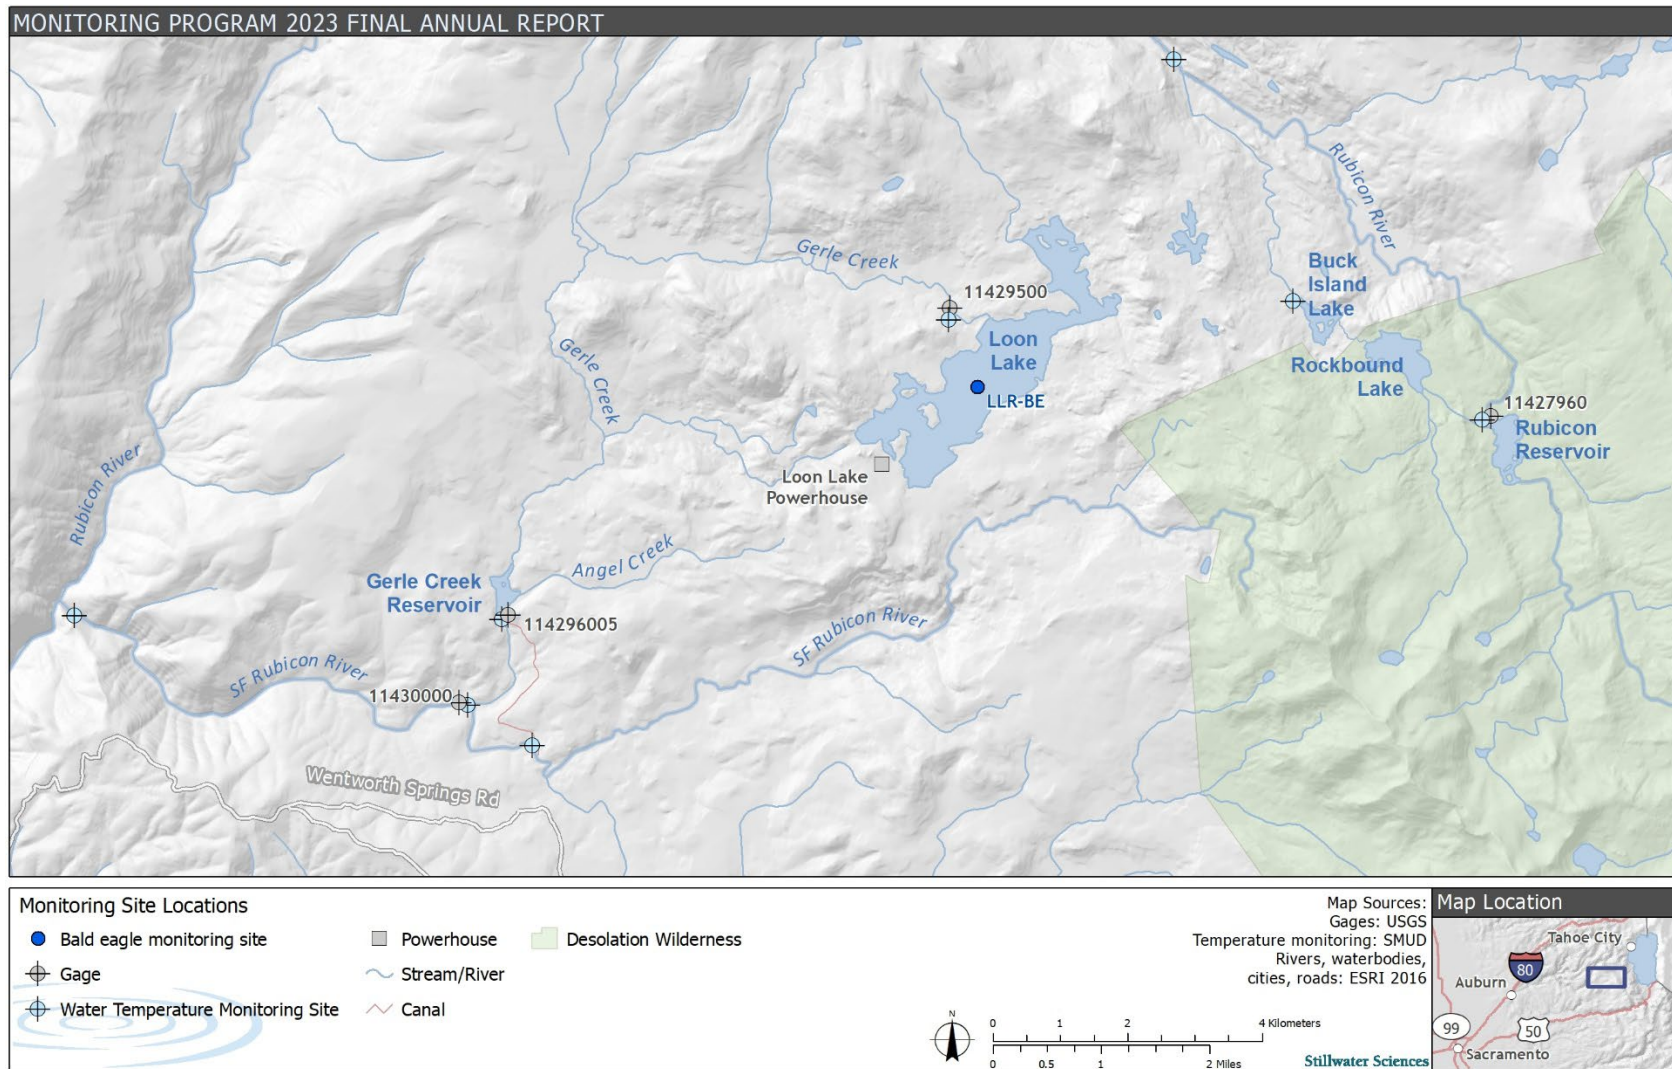 MONITORING PROGRAM 2023 FINAL ANNUAL REPORT
Rubicon River
Gerle Creek
Buck
Island
Lake
11429500
Loon
Lake
Gerle Creek
Rockbound
Lake
LLR-BE
11427960
Rubicon
Reservoir
Rubicon River
Loon Lake
Powerhouse
Angel Creek
Gerle Creek
Reservoir
114296005
SF Rubicon River
SF Rubicon River
11430000
Wentworth Springs Rd
Monitoring Site Locations
Bald eagle monitoring site
Gage
Water Temperature Monitoring Site
Powerhouse
Stream/River
Canal
Desolation Wilderness
Map Sources:
Gages: USGS
Temperature monitoring: SMUD
Rivers, waterbodies,
cities, roads: ESRI 2016
N
0 1 2 4 Kilometers
0 0.5 1 2 Miles
Stillwater Sciences
Map Location
Tahoe City
80
Auburn
99
50
Sacramento